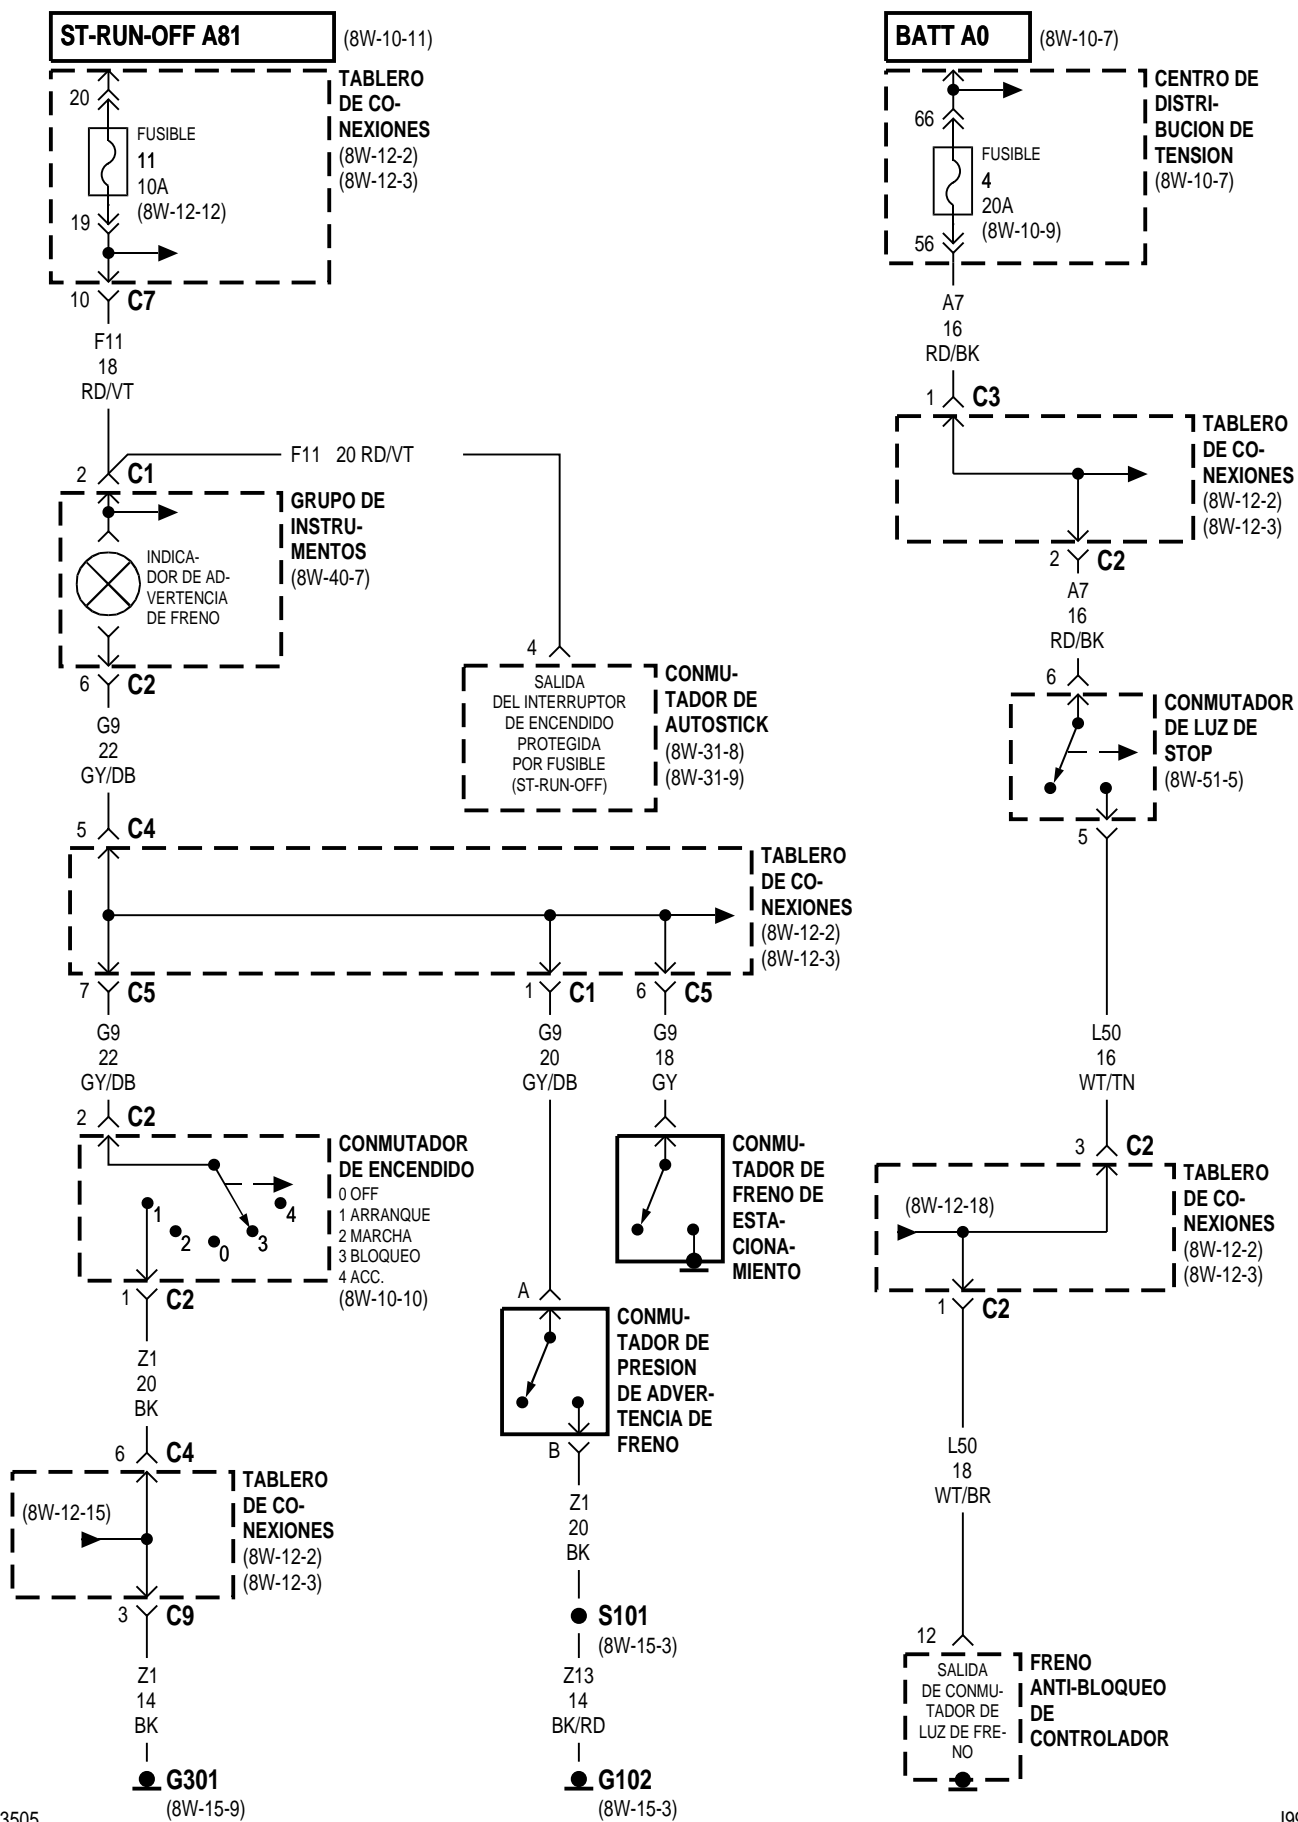 ST-RUN-OFF A81
(8W-10-11)
TABLERO
DE CO-
NEXIONES
(8W-12-2)
(8W-12-3)
20
FUSIBLE
11
10A
(8W-12-12)
19
10
C7
F11
18
RD/VT
F11 20 RD/VT
2
C1
GRUPO DE
INSTRU-
MENTOS
(8W-40-7)
INDICA-
DOR DE AD-
VERTENCIA
DE FRENO
6
C2
G9
22
GY/DB
4
SALIDA
DEL INTERRUPTOR
DE ENCENDIDO
PROTEGIDA
POR FUSIBLE
(ST-RUN-OFF)
CONMU-
TADOR DE
AUTOSTICK
(8W-31-8)
(8W-31-9)
5
C4
TABLERO
DE CO-
NEXIONES
(8W-12-2)
(8W-12-3)
7
C5
1
C1
6
C5
G9
22
GY/DB
G9
20
GY/DB
G9
18
GY
2
C2
CONMUTADOR
DE ENCENDIDO
0 OFF
1 ARRANQUE
2 MARCHA
3 BLOQUEO
4 ACC.
(8W-10-10)
1
2
0
3
4
1
C2
CONMU-
TADOR DE
FRENO DE
ESTA-
CIONA-
MIENTO
A
CONMU-
TADOR DE
PRESION
DE ADVER-
TENCIA DE
FRENO
B
Z1
20
BK
6
C4
TABLERO
DE CO-
NEXIONES
(8W-12-2)
(8W-12-3)
(8W-12-15)
3
C9
Z1
14
BK
G301
(8W-15-9)
Z1
20
BK
S101
(8W-15-3)
Z13
14
BK/RD
G102
(8W-15-3)
BATT A0
(8W-10-7)
CENTRO DE
DISTRI-
BUCION DE
TENSION
(8W-10-7)
66
FUSIBLE
4
20A
(8W-10-9)
56
A7
16
RD/BK
1
C3
TABLERO
DE CO-
NEXIONES
(8W-12-2)
(8W-12-3)
2
C2
A7
16
RD/BK
6
CONMUTADOR
DE LUZ DE
STOP
(8W-51-5)
5
L50
16
WT/TN
3
C2
TABLERO
DE CO-
NEXIONES
(8W-12-2)
(8W-12-3)
(8W-12-18)
1
C2
L50
18
WT/BR
12
SALIDA
DE CONMU-
TADOR DE
LUZ DE FRE-
NO
FRENO
ANTI-BLOQUEO
DE
CONTROLADOR
3505